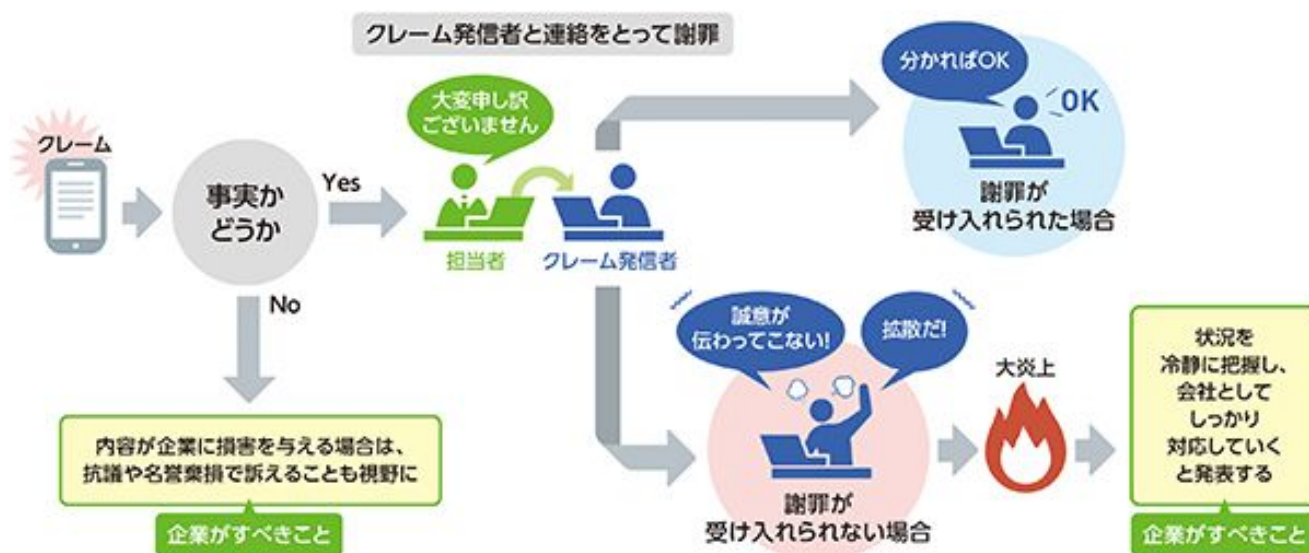 クレーム発信者と連絡をとって謝罪
クレーム
事実か
どうか
Yes
No
大変申し訳
ございません
担当者
クレーム発信者
分かればOK
OK
謝罪が
受け入れられた場合
誠意が
伝わってこない!
拡散だ!
謝罪が
受け入れられない場合
大炎上
状況を
冷静に把握し、
会社として
しっかり
対応していく
と発表する
企業がすべきこと
内容が企業に損害を与える場合は、
抗議や名誉棄損で訴えることも視野に
企業がすべきこと